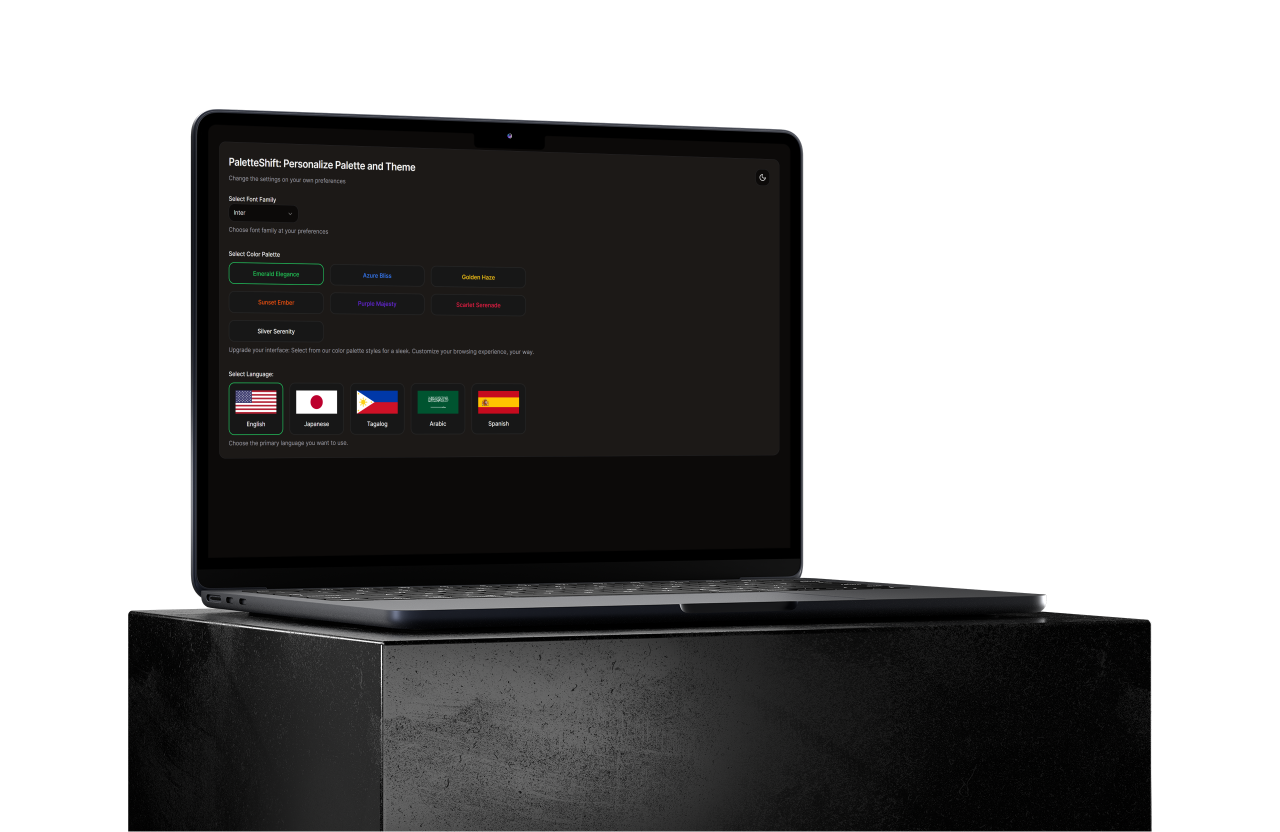 PaletteShift: Personalize Palette and Theme
Change the settings on your own preferences
Select Font Family
Inter
Choose font family at your preferences
Select Color Palette
Emerald Elegance
Azure Bliss
Golden Haze
Sunset Ember
Purple Majesty
Scarlet Serenade
Silver Serenity
Upgrade your interface: Select from our color palette styles for a sleek. Customize your browsing experience, your way.
Select Language:
English
Japanese
Tagalog
Arabic
Spanish
Choose the primary language you want to use.